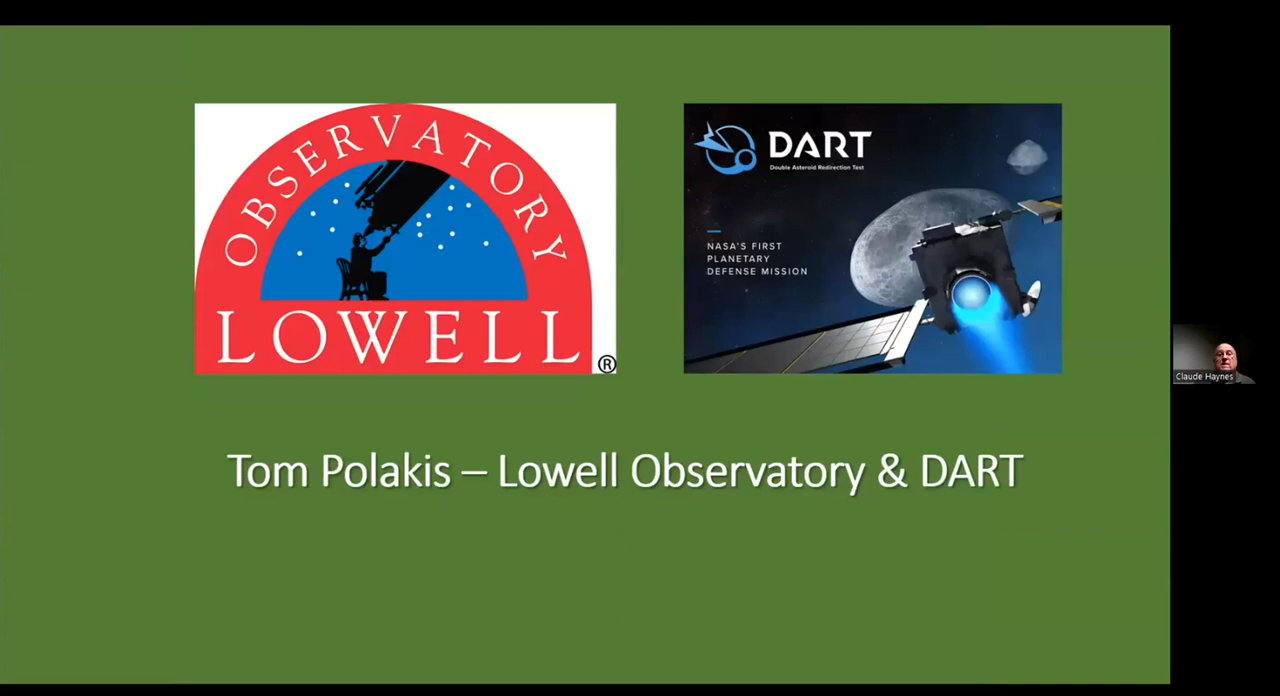 OBSERVATORY
LOWELL
®
DART
Double Asteroid Redirection Test
NASA'S FIRST
PLANETARY
DEFENSE MISSION
Claude Haynes
Tom Polakis – Lowell Observatory & DART